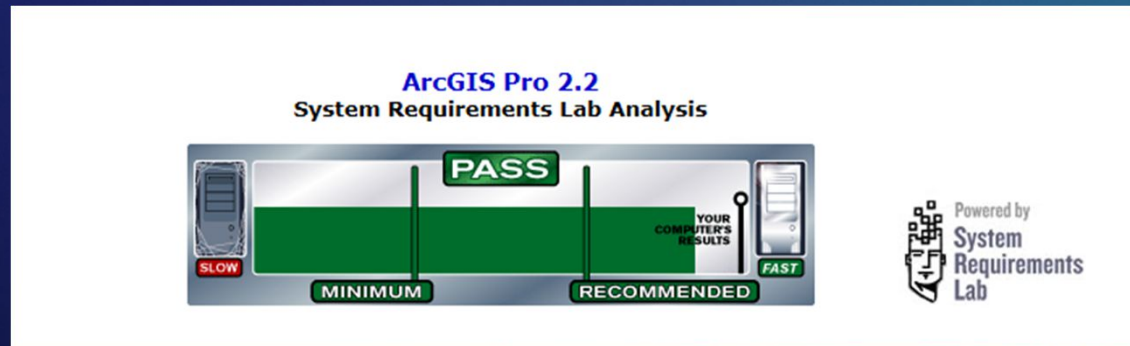 ArcGIS Pro 2.2
System Requirements Lab Analysis
PASS
YOUR
COMPUTER'S
RESULTS
SLOW
FAST
MINIMUM
RECOMMENDED
Powered by
System
Requirements
Lab